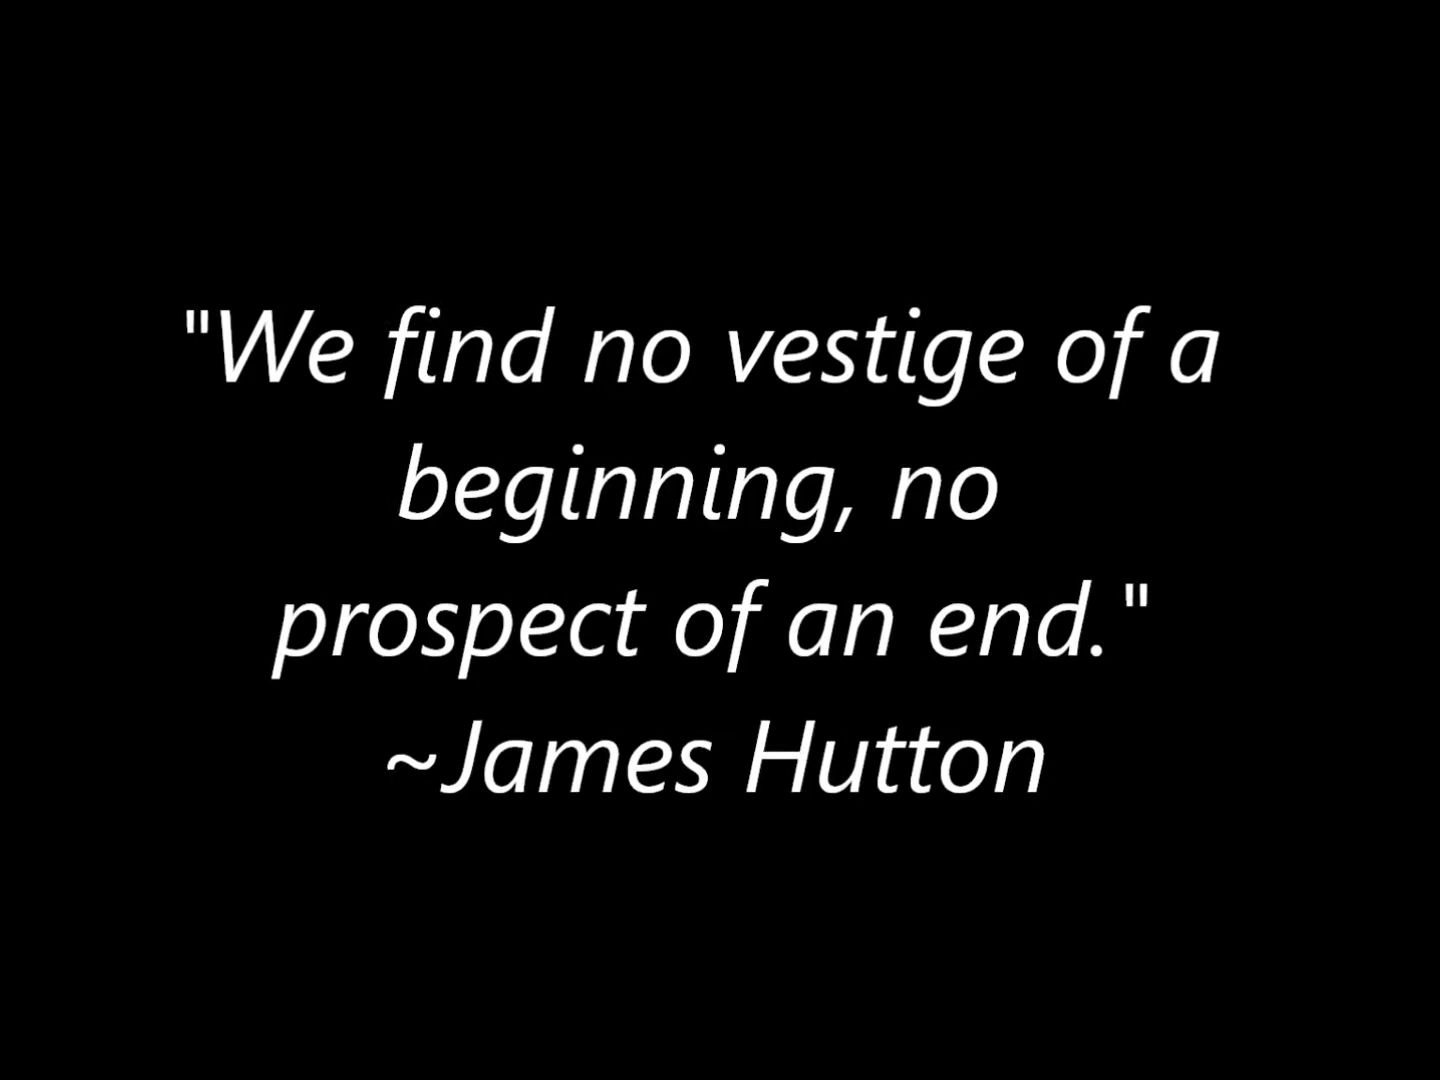 "We find no vestige of a
beginning, no
prospect of an end."
~James Hutton